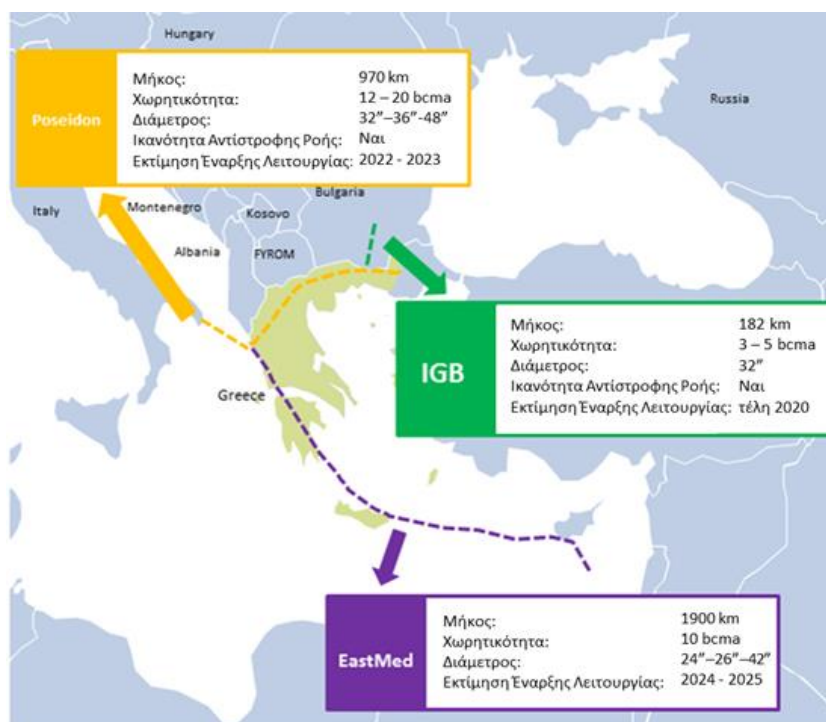 Hungary
Poseidon
Μήκος: 970 km
Χωρητικότητα: 12 – 20 bcma
Διάμετρος: 32”–36”-48”
Ικανότητα Αντίστροφης Ροής: Ναι
Εκτίμηση Έναρξης Λειτουργίας: 2022 - 2023
Russia
Italy
Montenegro
Kosovo
Bulgaria
Albania
FYROM
IGB
Μήκος: 182 km
Χωρητικότητα: 3 – 5 bcma
Διάμετρος: 32”
Ικανότητα Αντίστροφης Ροής: Ναι
Εκτίμηση Έναρξης Λειτουργίας: τέλη 2020
Greece
EastMed
Μήκος: 1900 km
Χωρητικότητα: 10 bcma
Διάμετρος: 24”–26”–42”
Εκτίμηση Έναρξης Λειτουργίας: 2024 - 2025